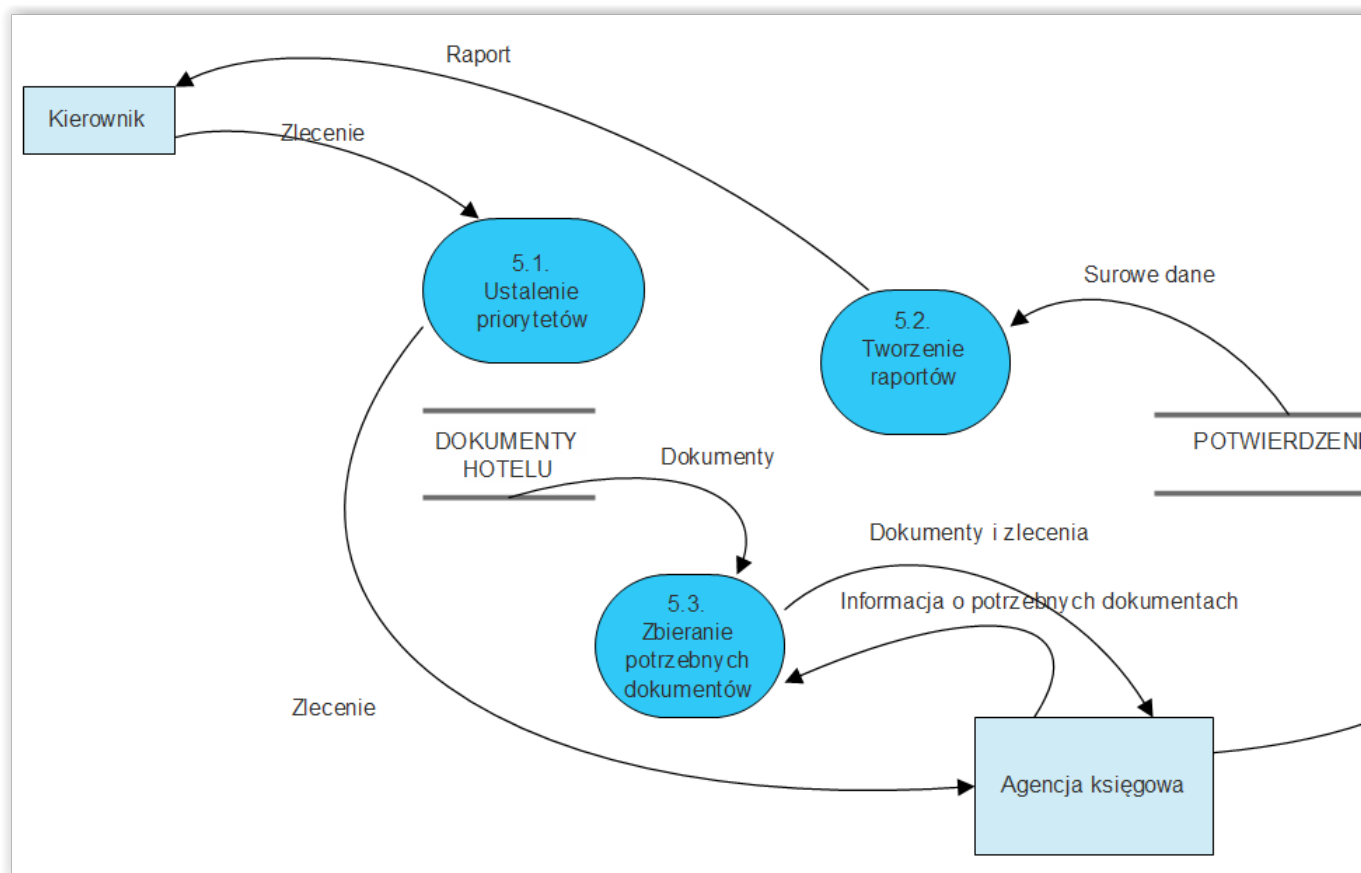 Raport
Kierownik
Zlecenie
5.1.
Ustalenie
priorytetów
Surowe dane
5.2.
Tworzenie
raportów
DOKUMENTY
HOTELU
Dokumenty
POTWIERDZENI
Dokumenty i zlecenia
Informacja o potrzebnych dokumentach
5.3.
Zbieranie
potrzebnych
dokumentów
Zlecenie
Agencja księgowa